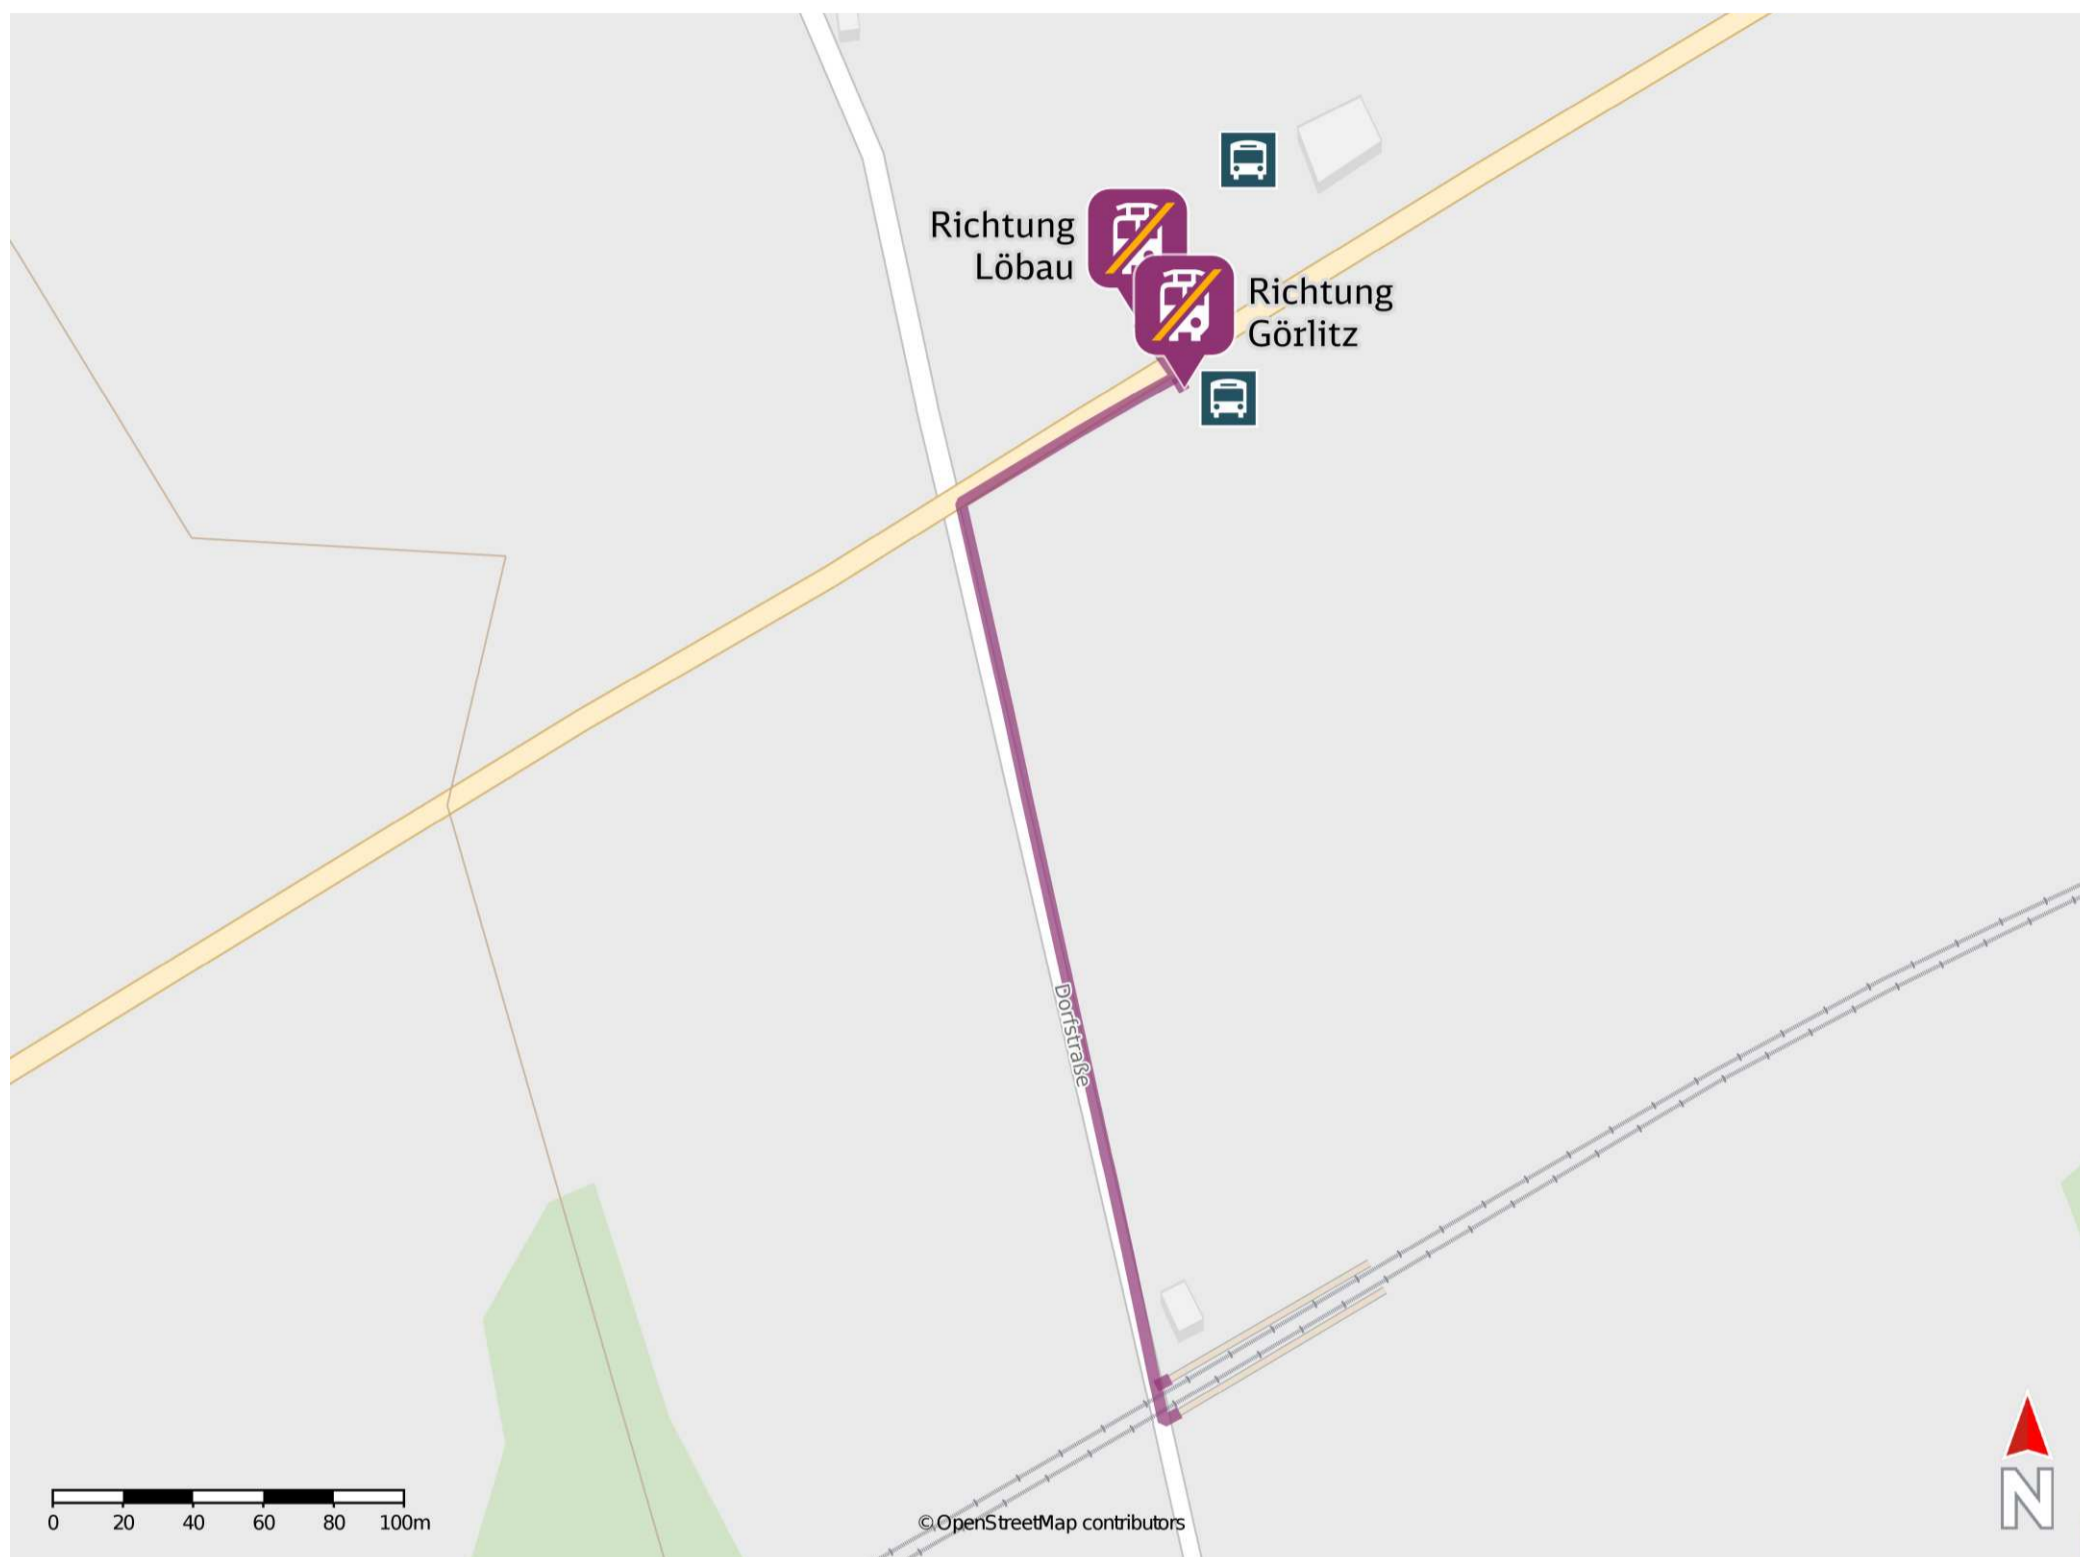 Richtung
Löbau
Richtung
Görlitz
Dorfstraße
0 20 40 60 80 100m
© OpenStreetMap contributors
N